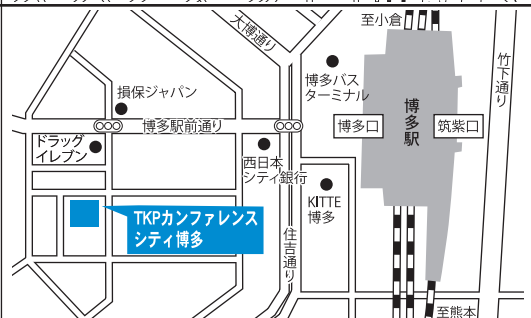 至小倉
大博通り
竹下通り
博多バス
ターミナル
損保ジャパン
博多駅
博多口
筑紫口
博多駅前通り
ドラッグ
イレブン
西日本
シティ銀行
KITTE
博多
TKPカンファレンス
シティ博多
住吉通り
至熊本